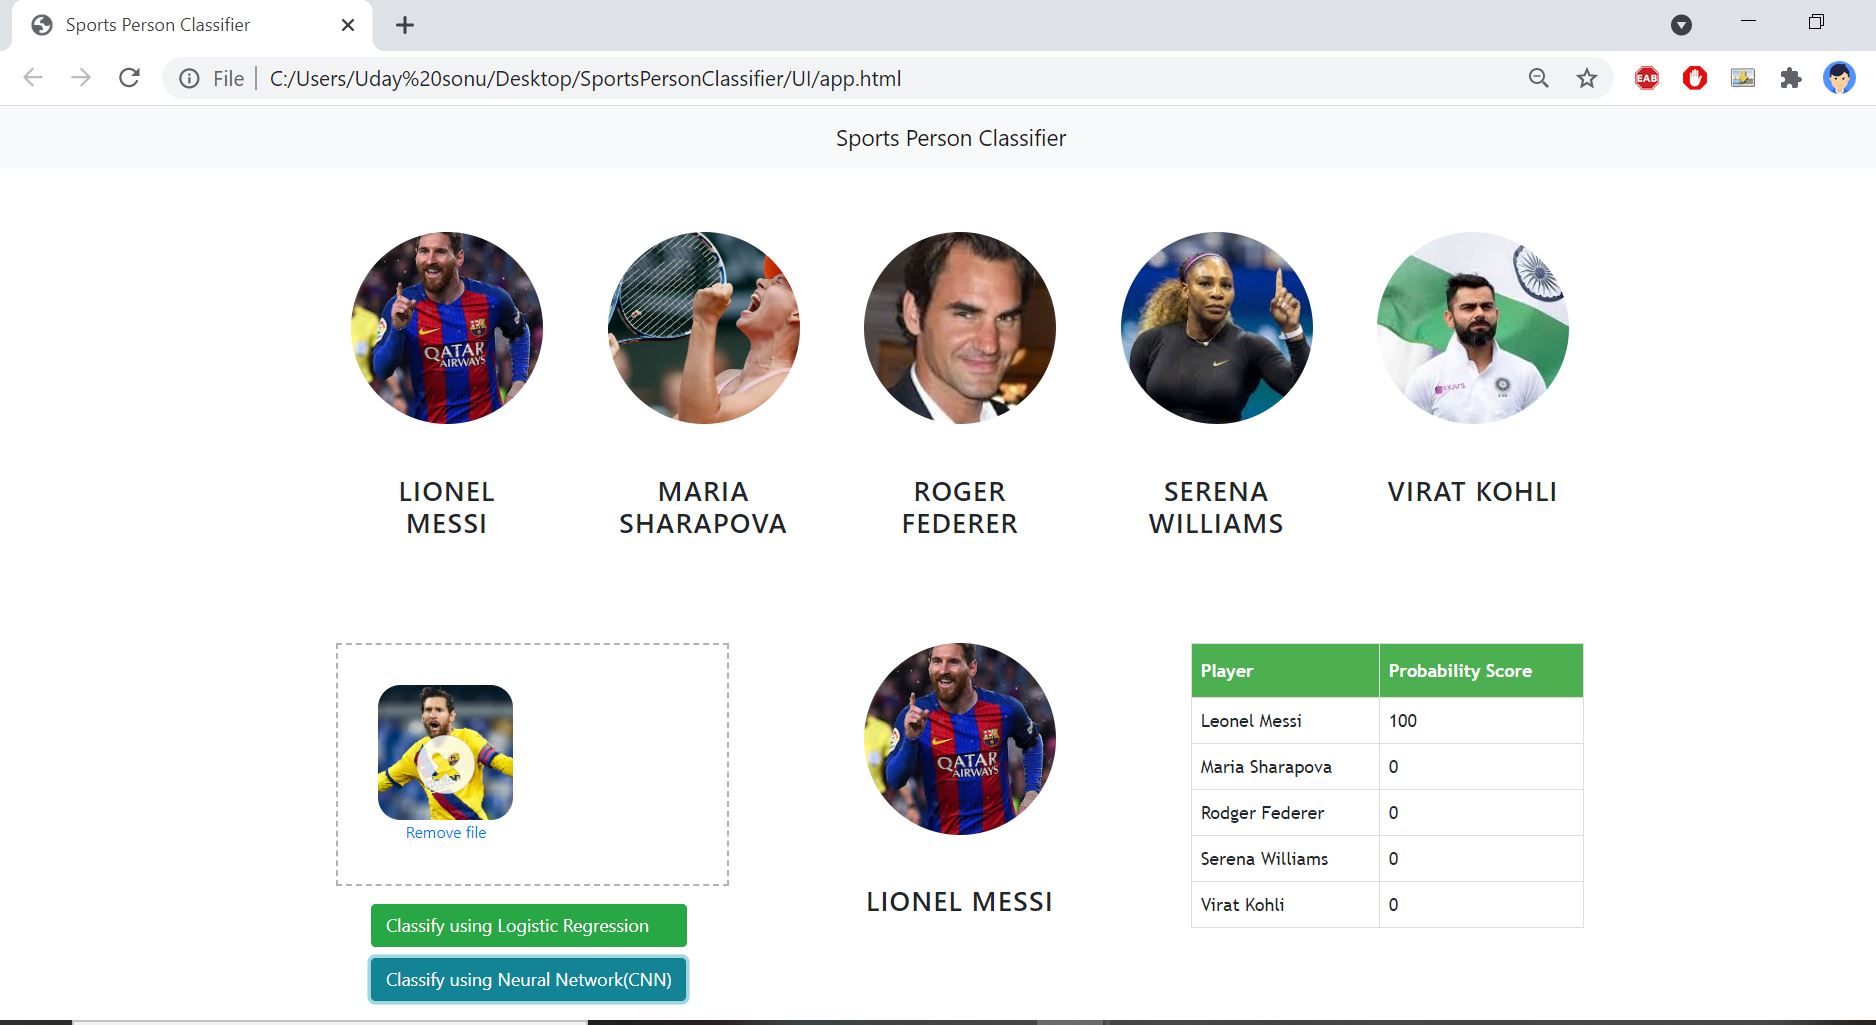 Sports Person Classifier
File
C:/Users/Uday%20sonu/Desktop/SportsPersonClassifier/UI/app.html
EAB
Sports Person Classifier
QATAR
AIRWAYS
BYJU'S
LIONEL
MESSI
MARIA
SHARAPOVA
ROGER
FEDERER
SERENA
WILLIAMS
VIRAT KOHLI
Remove file
Classify using Logistic Regression
Classify using Neural Network(CNN)
QATAR
AIRWAYS
LIONEL MESSI
Player Probability Score
Leonel Messi 100
Maria Sharapova 0
Rodger Federer 0
Serena Williams 0
Virat Kohli 0